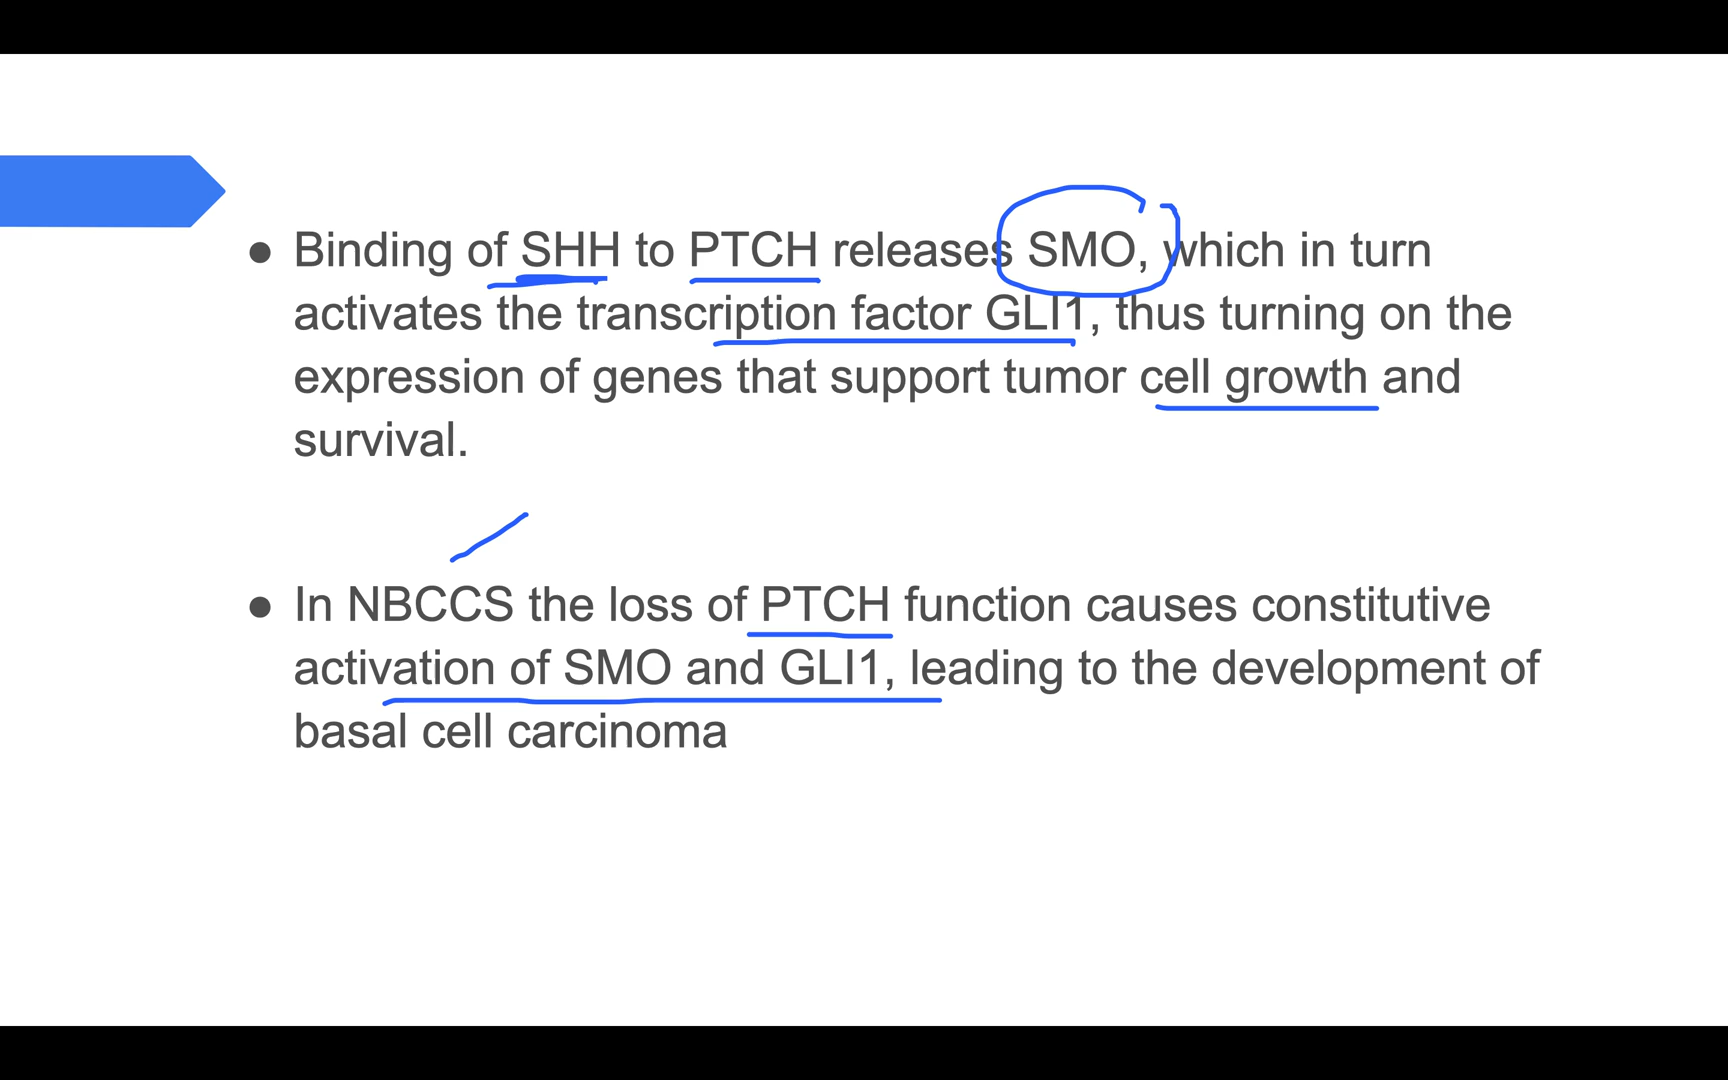 ● Binding of SHH to PTCH releases SMO, which in turn
activates the transcription factor GLI1, thus turning on the
expression of genes that support tumor cell growth and
survival.
● In NBCCS the loss of PTCH function causes constitutive
activation of SMO and GLI1, leading to the development of
basal cell carcinoma